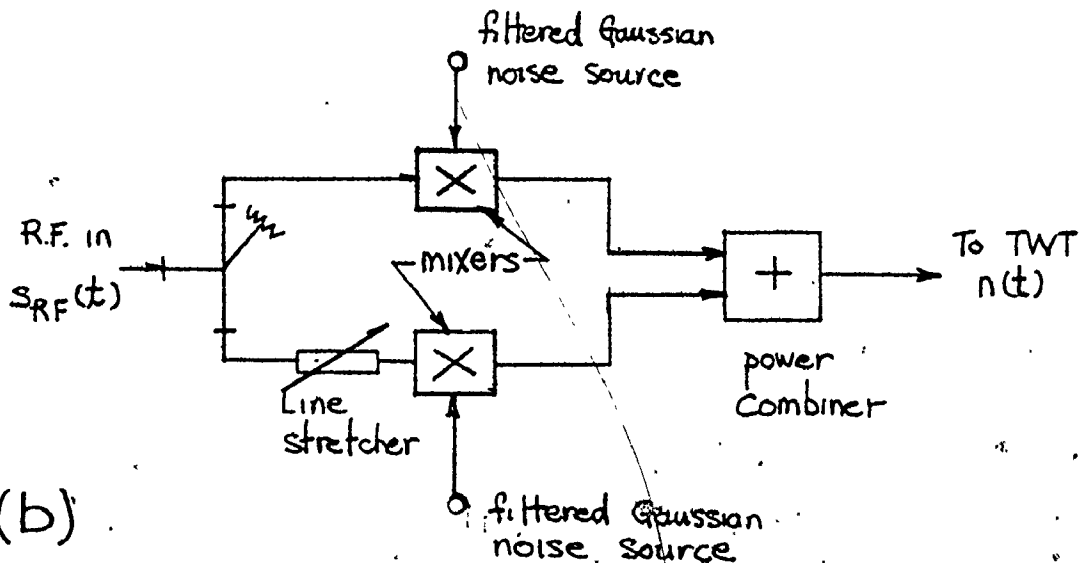 filtered Gaussian
noise source
R.F. in
S_RF(t)
mixers
To TWT
n(t)
power
combiner
Line
stretcher
(b)
filtered Gaussian
noise source